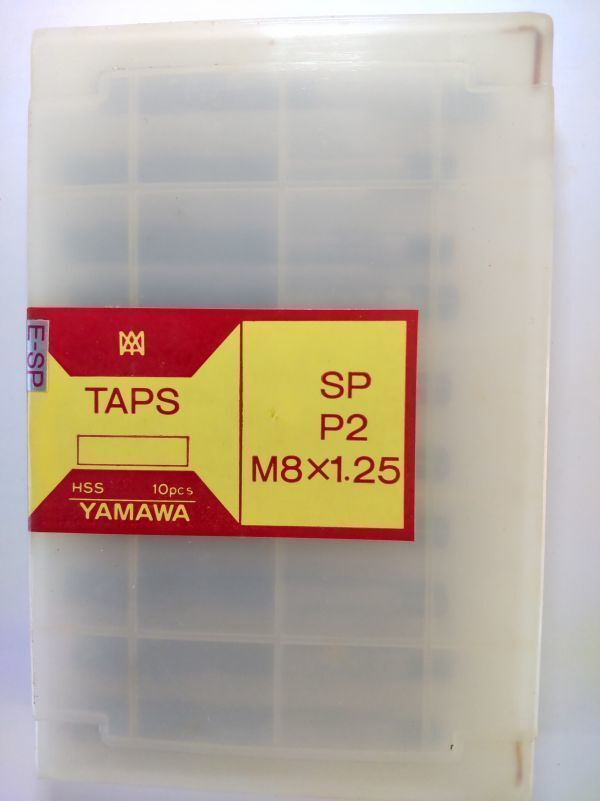 E-SP
TAPS
HSS 10pcs
YAMAWA
SP
P2
M8×1.25